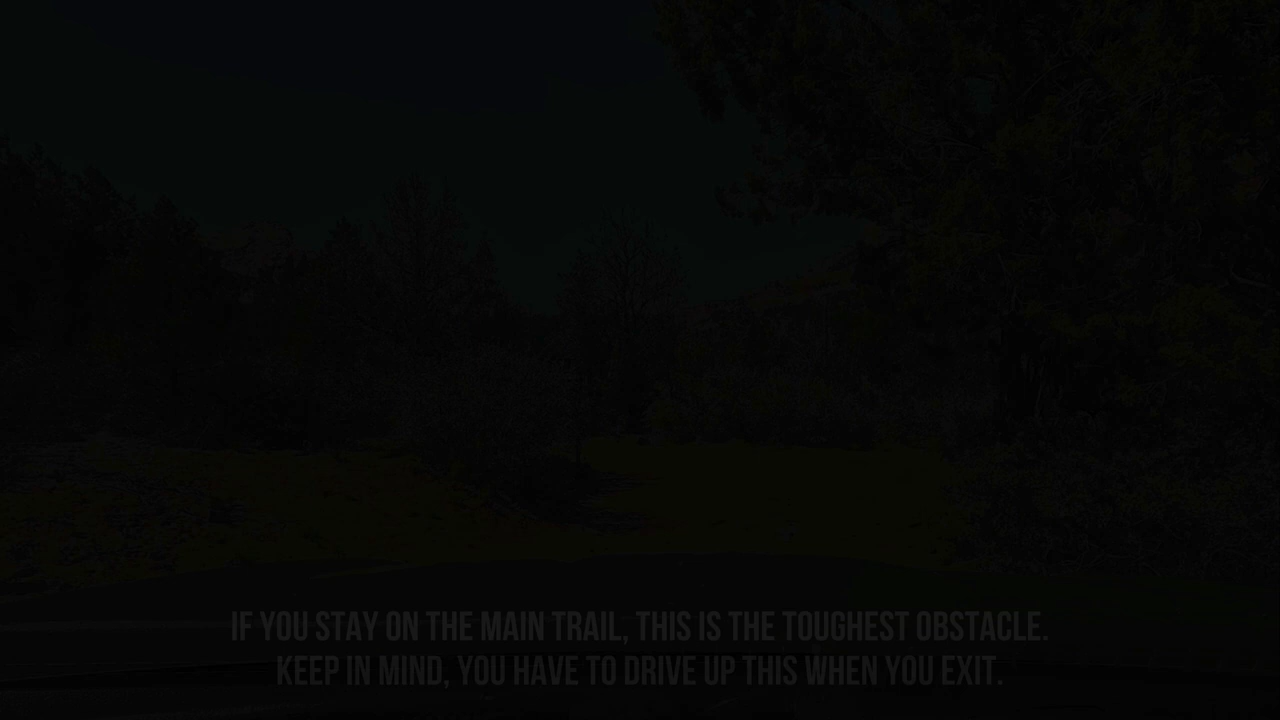 IF YOU STAY ON THE MAIN TRAIL, THIS IS THE TOUGHEST OBSTACLE.
KEEP IN MIND, YOU HAVE TO DRIVE UP THIS WHEN YOU EXIT.